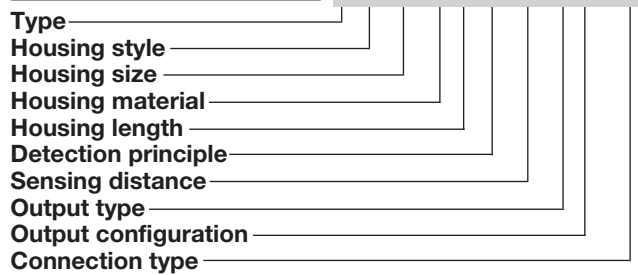 Type
Housing style
Housing size
Housing material
Housing length
Detection principle
Sensing distance
Output type
Output configuration
Connection type